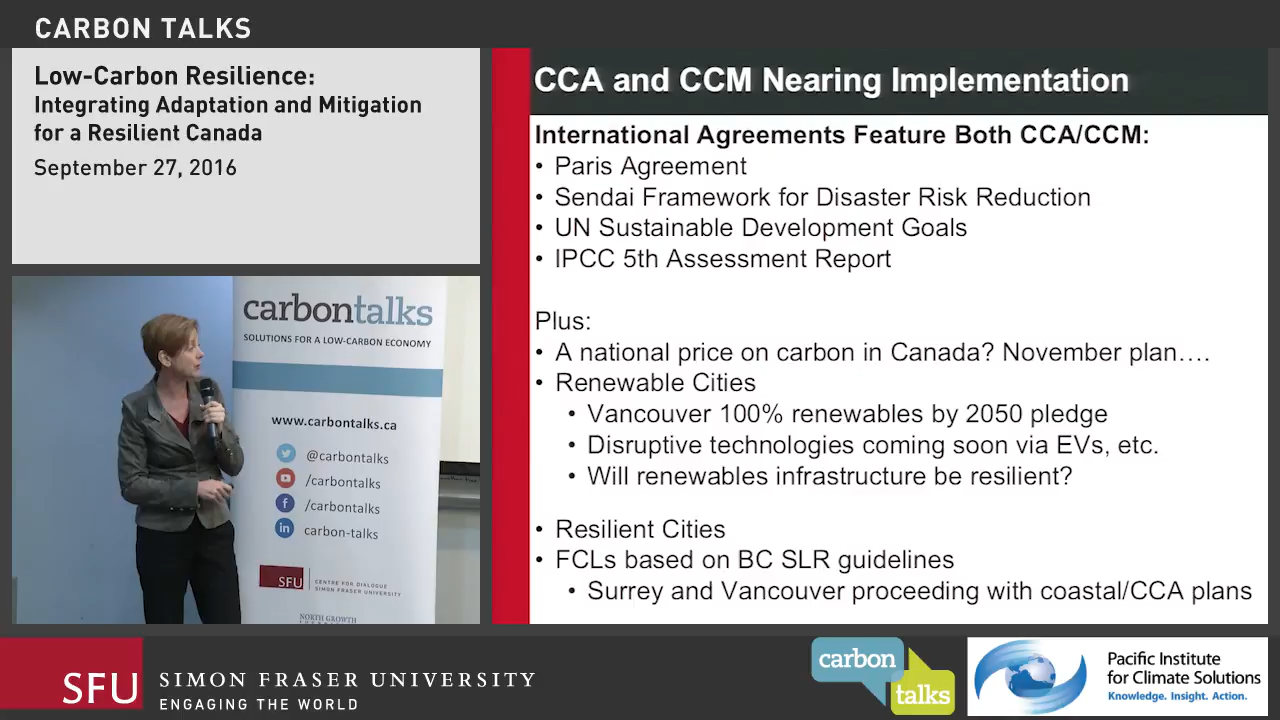 CARBON TALKS
Low-Carbon Resilience:
Integrating Adaptation and Mitigation
for a Resilient Canada
September 27, 2016
carbontalks
SOLUTIONS FOR A LOW-CARBON ECONOMY
www.carbontalks.ca
@carbontalks
/carbontalks
/carbontalks
carbon-talks
SFU
CENTRE FOR DIALOGUE
SIMON FRASER UNIVERSITY
NORTH GROWTH
CCA and CCM Nearing Implementation
International Agreements Feature Both CCA/CCM:
• Paris Agreement
• Sendai Framework for Disaster Risk Reduction
• UN Sustainable Development Goals
• IPCC 5th Assessment Report
Plus:
• A national price on carbon in Canada? November plan....
• Renewable Cities
• Vancouver 100% renewables by 2050 pledge
• Disruptive technologies coming soon via EVs, etc.
• Will renewables infrastructure be resilient?
• Resilient Cities
• FCLs based on BC SLR guidelines
• Surrey and Vancouver proceeding with coastal/CCA plans
SFU
SIMON FRASER UNIVERSITY
ENGAGING THE WORLD
carbon
talks
Pacific Institute
for Climate Solutions
Knowledge. Insight. Action.